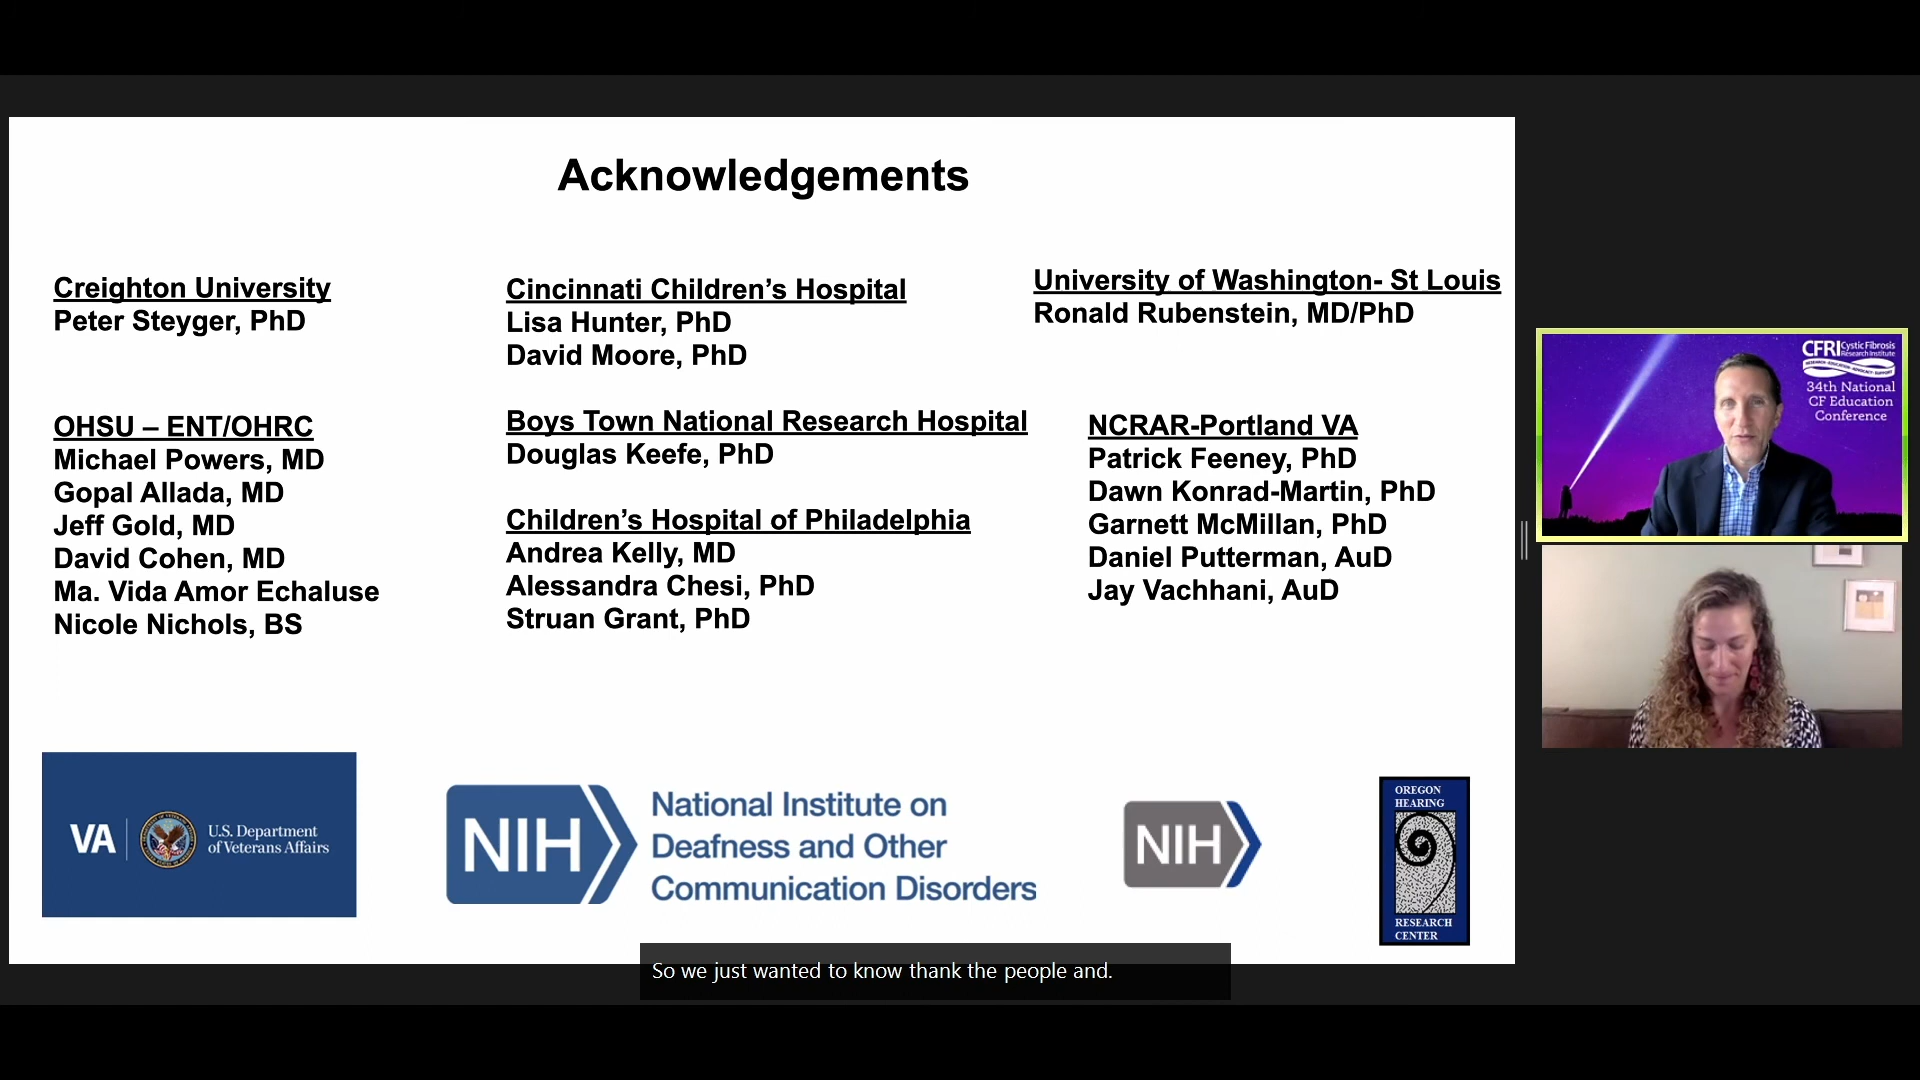 Acknowledgements
Creighton University
Peter Steyger, PhD
OHSU – ENT/OHRC
Michael Powers, MD
Gopal Allada, MD
Jeff Gold, MD
David Cohen, MD
Ma. Vida Amor Echaluse
Nicole Nichols, BS
Cincinnati Children’s Hospital
Lisa Hunter, PhD
David Moore, PhD
Boys Town National Research Hospital
Douglas Keefe, PhD
Children’s Hospital of Philadelphia
Andrea Kelly, MD
Alessandra Chesi, PhD
Struan Grant, PhD
University of Washington- St Louis
Ronald Rubenstein, MD/PhD
NCRAR-Portland VA
Patrick Feeney, PhD
Dawn Konrad-Martin, PhD
Garnett McMillan, PhD
Daniel Putterman, AuD
Jay Vachhani, AuD
VA
U.S. Department
of Veterans Affairs
NIH
National Institute on
Deafness and Other
Communication Disorders
NIH
OREGON
HEARING
RESEARCH
CENTER
So we just wanted to know thank the people and.
CFRI
Cystic Fibrosis
Research Institute
34th National
CF Education
Conference